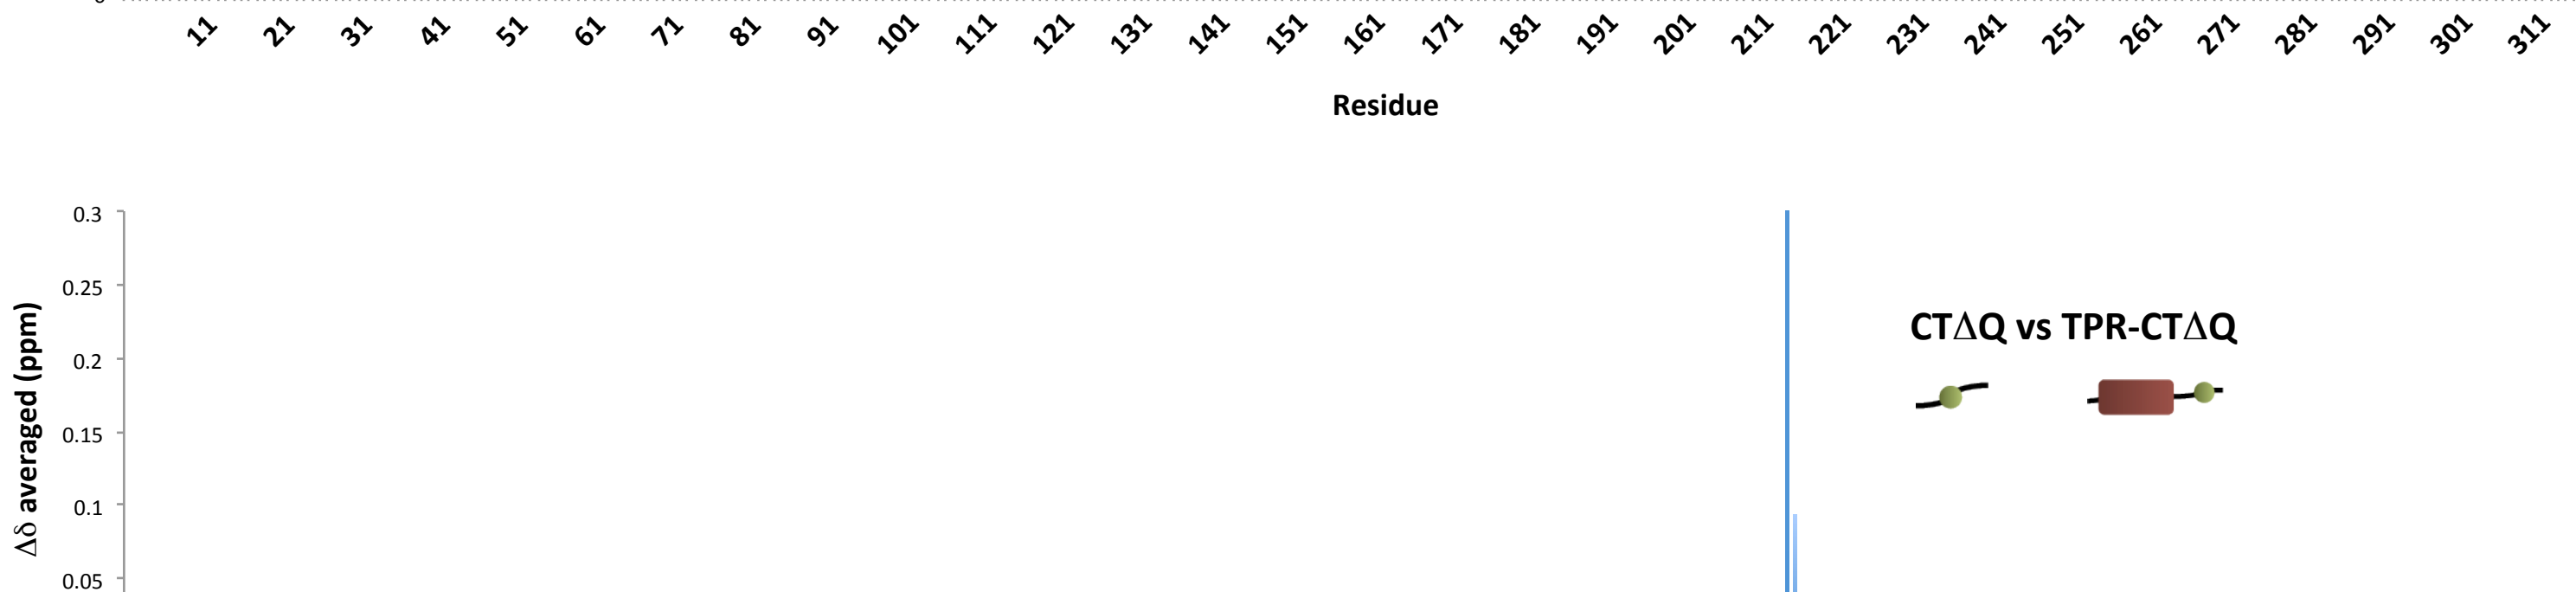 11 21 31 41 51 61 71 81 91 101 111 121 131 141 151 161 171 181 191 201 211 221 231 241 251 261 271 281 291 301 311
Residue
0.3
0.25
0.2
0.15
0.1
0.05
Δδ averaged (ppm)
CTΔQ vs TPR-CTΔQ